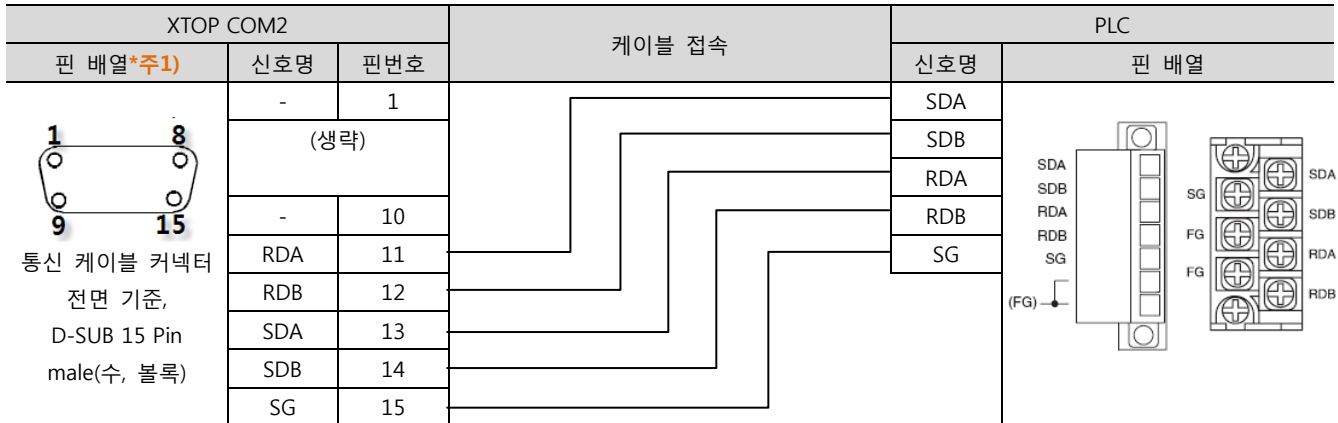 XTOP COM2 케이블 접속 PLC
핀 배열*주1) 신호명 핀번호 신호명 핀 배열
- 1 SDA
(생략) SDB
RDA
- 10 RDB
RDA 11 SG
RDB 12
SDA 13
SDB 14
SG 15
1 8
9 15
통신 케이블 커넥터
전면 기준,
D-SUB 15 Pin
male(수, 볼록)
SDA
SDB
RDA
RDB
SG
(FG)
SG
FG
FG
SDA
SDB
RDA
RDB